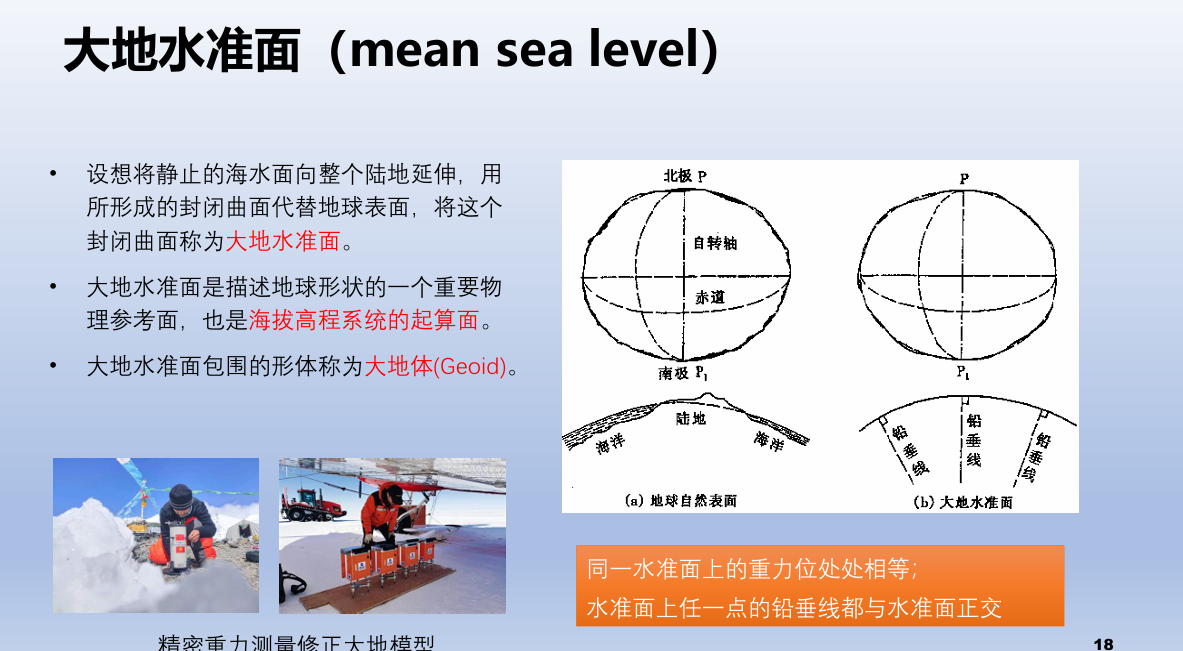 大地水准面（mean sea level）
• 设想将静止的海水面向整个陆地延伸，用
所形成的封闭曲面代替地球表面，将这个
封闭曲面称为大地水准面。
• 大地水准面是描述地球形状的一个重要物
理参考面，也是海拔高程系统的起算面。
• 大地水准面包围的形体称为大地体(Geoid)。
北极 P
自转轴
赤道
南极 P₁
陆地
海洋
海洋
(a) 地球自然表面
P
P₁
铅垂线
铅垂线
铅垂线
(b) 大地水准面
同一水准面上的重力位处处相等；
水准面上任一点的铅垂线都与水准面正交
精密重力测量修正大地模型
18